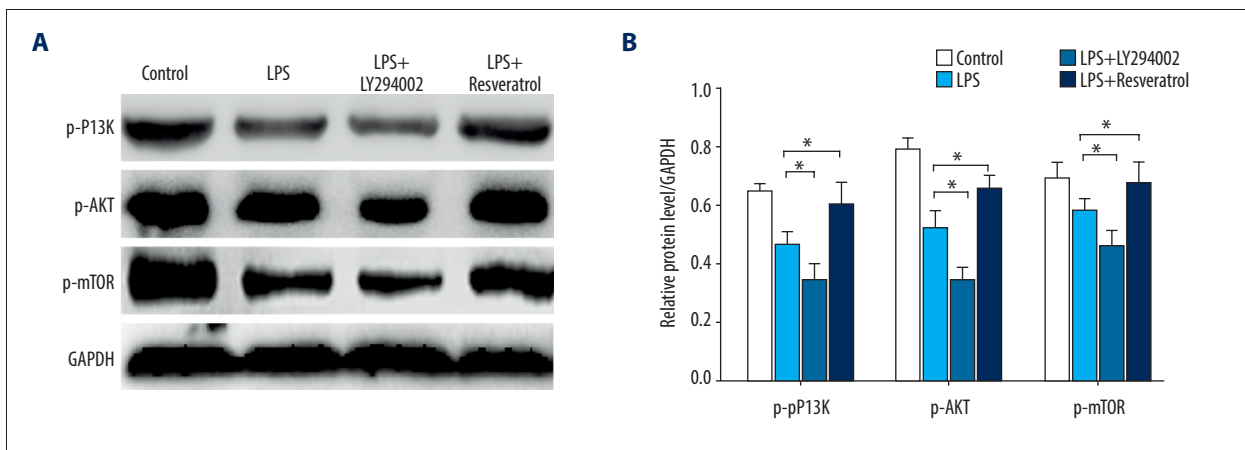 A
Control
LPS
LPS+
LY294002
LPS+
Resveratrol
p-P13K
p-AKT
p-mTOR
GAPDH
B
Control
LPS
LPS+LY294002
LPS+Resveratrol
Relative protein level/GAPDH
1.0
0.8
0.6
0.4
0.2
0.0
*
*
*
*
*
*
p-pP13K
p-AKT
p-mTOR